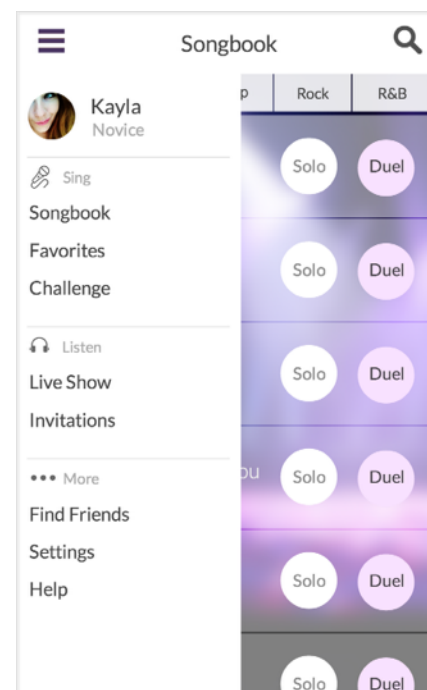 Songbook
Kayla
Novice
Sing
Songbook
Favorites
Challenge
Listen
Live Show
Invitations
More
Find Friends
Settings
Help
p Rock R&B
Solo Duel
Solo Duel
Solo Duel
ou Solo Duel
Solo Duel
Solo Duel